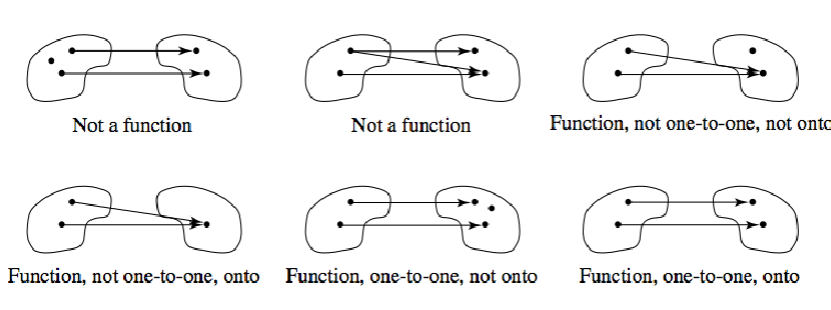 Not a function
Not a function
Function, not one-to-one, not onto
Function, not one-to-one, onto
Function, one-to-one, not onto
Function, one-to-one, onto